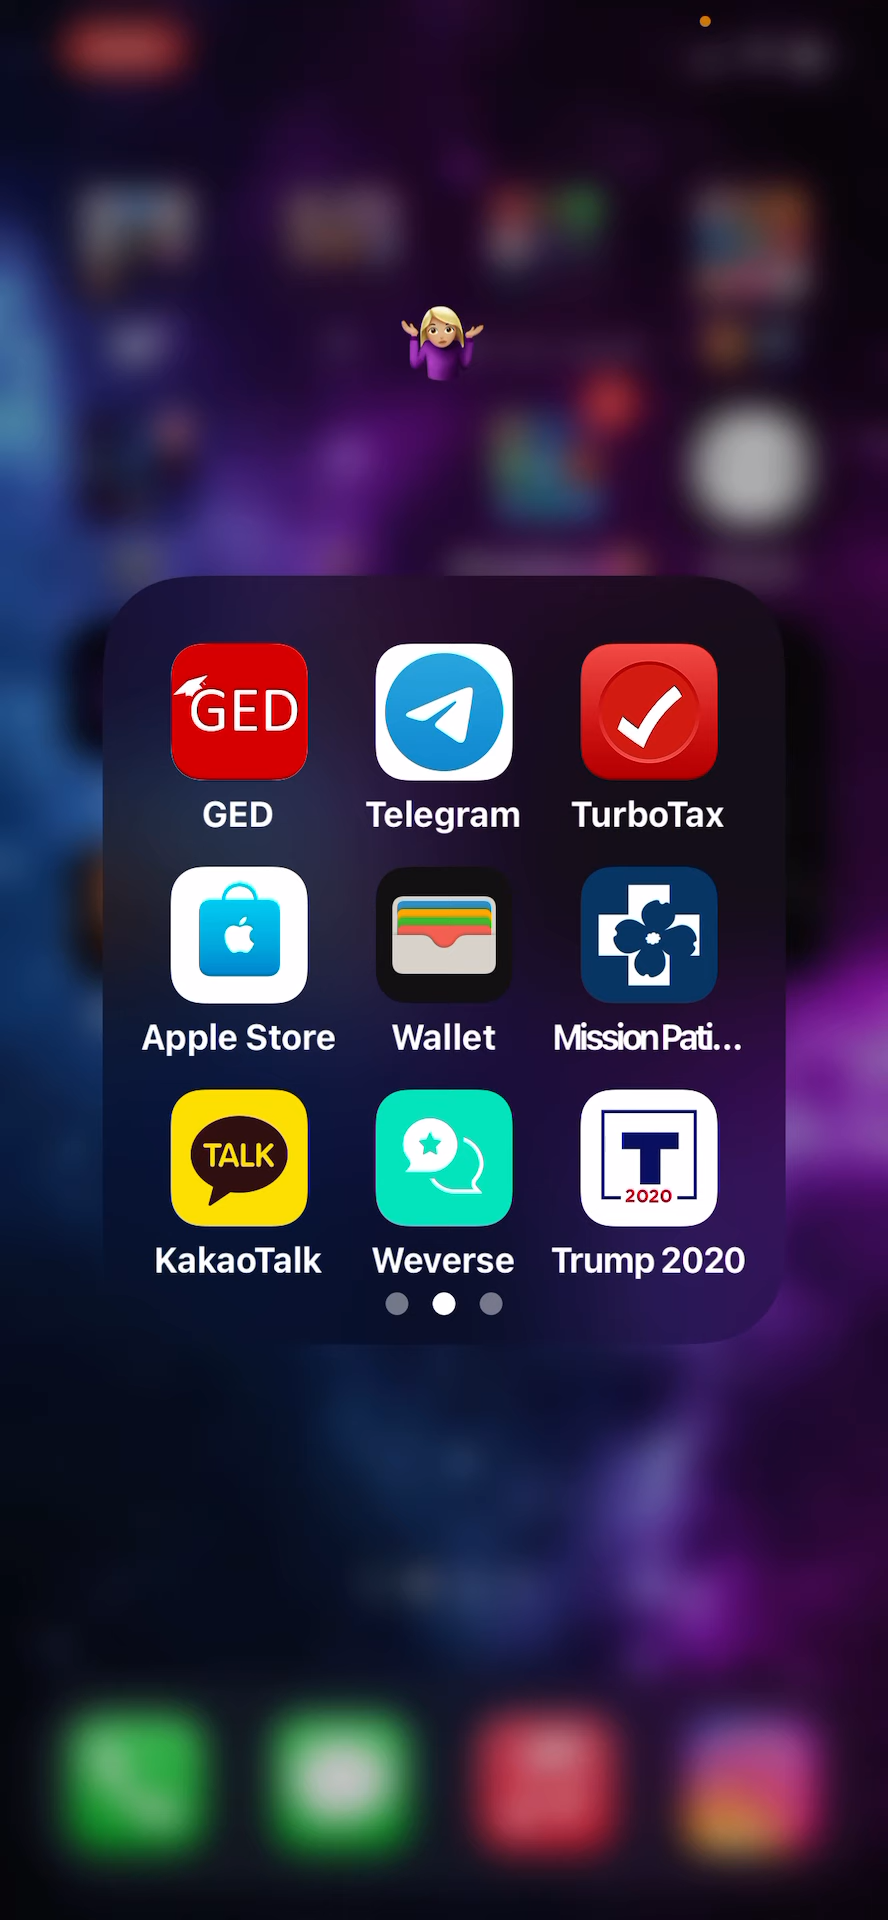 🤷🏼‍♀️
GED
GED
Telegram
TurboTax
Apple Store
Wallet
Mission Pati...
TALK
KakaoTalk
Weverse
T
2020
Trump 2020